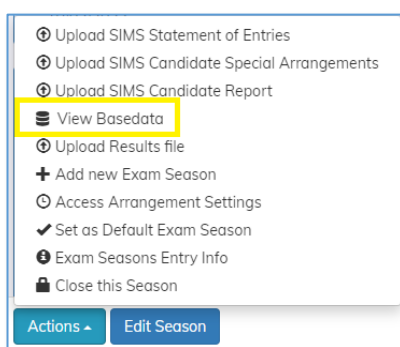 Upload SIMS Statement of Entries
Upload SIMS Candidate Special Arrangements
Upload SIMS Candidate Report
View Basedata
Upload Results file
Add new Exam Season
Access Arrangement Settings
Set as Default Exam Season
Exam Seasons Entry Info
Close this Season
Actions Edit Season